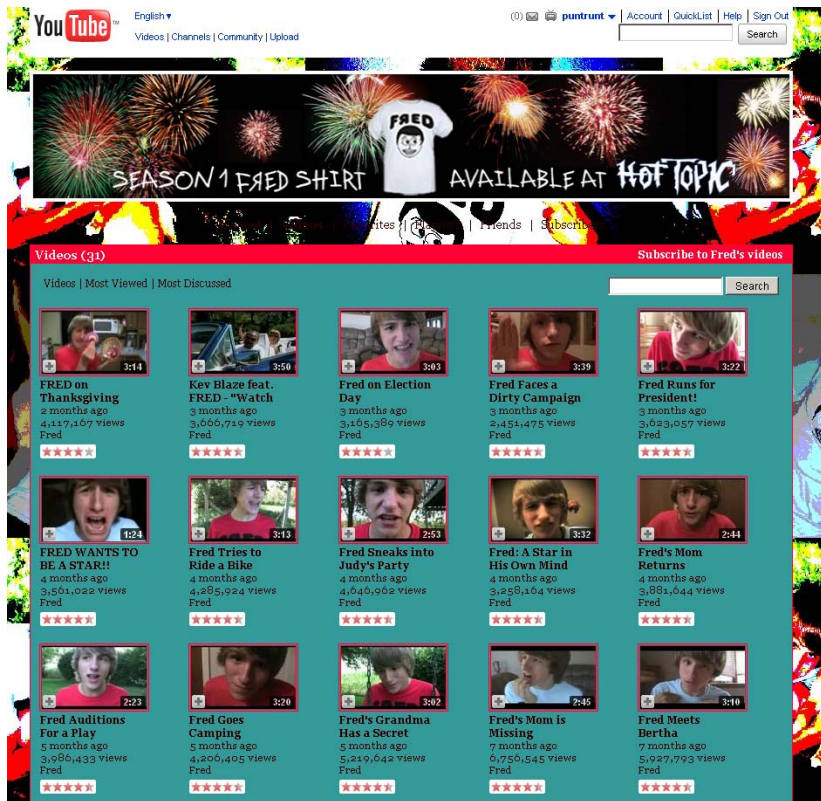 YouTube™
English ▾
(0) puntrunt ▾ | Account | QuickList | Help | Sign Out
Videos | Channels | Community | Upload
Search
FRED
SEASON 1 FRED SHIRT AVAILABLE AT HOT TOPIC
Friends |
Videos (31) Subscribe to Fred's videos
Videos | Most Viewed | Most Discussed
Search
3:14 3:50 3:03 3:39 3:22
FRED on Kev Blaze feat. Fred on Election Fred Faces a Fred Runs for
Thanksgiving FRED - "Watch Day Dirty Campaign President!
2 months ago 3 months ago 3 months ago 3 months ago 3 months ago
4,117,167 views 3,666,719 views 3,165,389 views 2,451,475 views 3,623,057 views
Fred Fred Fred Fred Fred
1:24 3:13 2:53 3:32 2:44
FRED WANTS TO Fred Tries to Fred Sneaks into Fred: A Star in Fred's Mom
BE A STAR!! Ride a Bike Judy's Party His Own Mind Returns
4 months ago 4 months ago 4 months ago 4 months ago 4 months ago
3,561,022 views 4,285,924 views 4,646,962 views 3,258,164 views 3,881,644 views
Fred Fred Fred Fred Fred
2:23 3:20 3:02 2:45 3:10
Fred Auditions Fred Goes Fred's Grandma Fred's Mom is Fred Meets
For a Play Camping Has a Secret Missing Bertha
5 months ago 5 months ago 5 months ago 7 months ago 7 months ago
3,986,433 views 4,206,405 views 5,219,642 views 6,756,545 views 5,927,793 views
Fred Fred Fred Fred Fred